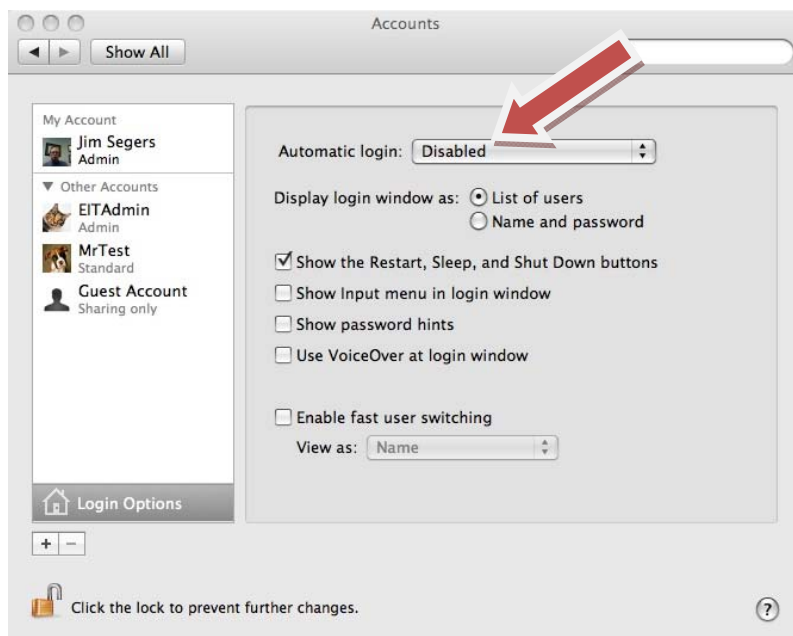 Accounts
Show All
My Account
Jim Segers
Admin
Other Accounts
EITAdmin
Admin
MrTest
Standard
Guest Account
Sharing only
Login Options
Automatic login: Disabled
Display login window as: List of users
Name and password
Show the Restart, Sleep, and Shut Down buttons
Show Input menu in login window
Show password hints
Use VoiceOver at login window
Enable fast user switching
View as: Name
+ −
Click the lock to prevent further changes.
?